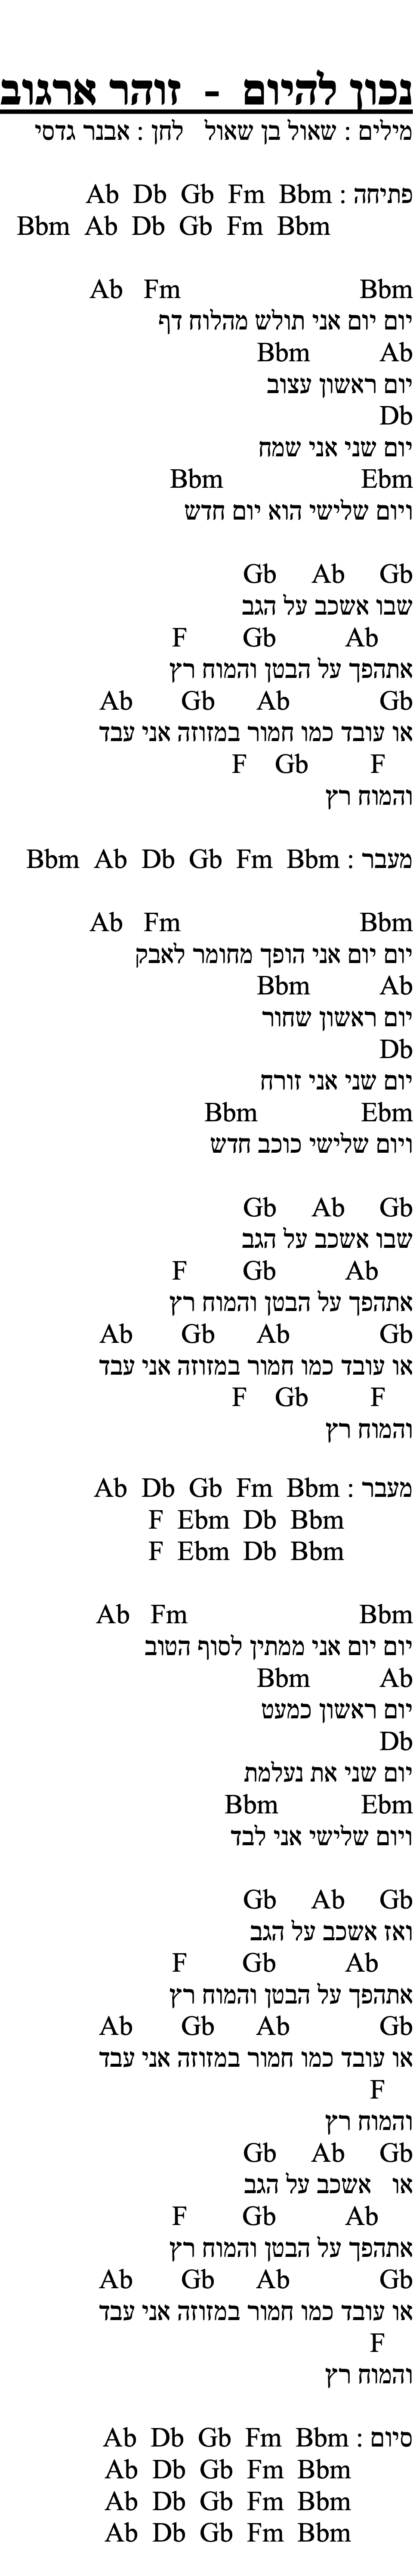 נכון להיום - זוהר ארגוב
מילים : שאול בן שאול   לחן : אבנר גדסי
פתיחה : Ab  Db  Gb  Fm  Bbm
Bbm  Ab  Db  Gb  Fm  Bbm
Ab   Fm                          Bbm
יום יום אני תולש מהלוח דף
Bbm          Ab
יום ראשון עצוב
Db
יום שני אני שמח
Bbm                    Ebm
ויום שלישי הוא יום חדש
Gb     Ab     Gb
שבו אשכב על הגב
F        Gb          Ab
אתהפך על הבטן והמוח רץ
Ab       Gb      Ab             Gb
או עובד כמו חמור במזוזה אני עבד
F    Gb         F
והמוח רץ
מעבר : Bbm  Ab  Db  Gb  Fm  Bbm
Ab   Fm                          Bbm
יום יום אני הופך מחומר לאבק
Bbm          Ab
יום ראשון שחור
Db
יום שני אני זורח
Bbm               Ebm
ויום שלישי כוכב חדש
Gb     Ab     Gb
שבו אשכב על הגב
F        Gb          Ab
אתהפך על הבטן והמוח רץ
Ab       Gb      Ab             Gb
או עובד כמו חמור במזוזה אני עבד
F    Gb         F
והמוח רץ
מעבר : Ab  Db  Gb  Fm  Bbm
F  Ebm  Db  Bbm
F  Ebm  Db  Bbm
Ab   Fm                         Bbm
יום יום אני ממתין לסוף הטוב
Bbm          Ab
יום ראשון כמעט
Db
יום שני את נעלמת
Bbm            Ebm
ויום שלישי אני לבד
Gb     Ab     Gb
ואז אשכב על הגב
F        Gb          Ab
אתהפך על הבטן והמוח רץ
Ab       Gb      Ab             Gb
או עובד כמו חמור במזוזה אני עבד
F
והמוח רץ
Gb     Ab     Gb
או   אשכב על הגב
F        Gb          Ab
אתהפך על הבטן והמוח רץ
Ab       Gb      Ab             Gb
או עובד כמו חמור במזוזה אני עבד
F
והמוח רץ
סיום : Ab  Db  Gb  Fm  Bbm
Ab  Db  Gb  Fm  Bbm
Ab  Db  Gb  Fm  Bbm
Ab  Db  Gb  Fm  Bbm